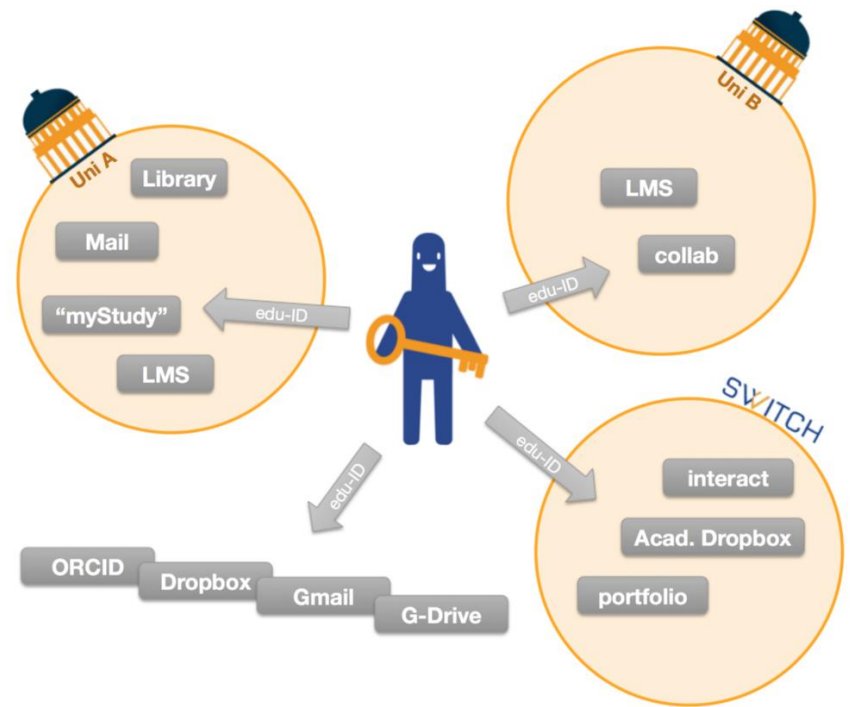 Uni A
Library
Mail
“myStudy”
LMS
edu-ID
Uni B
LMS
collab
edu-ID
SWITCH
interact
Acad. Dropbox
portfolio
edu-ID
edu-ID
ORCID
Dropbox
Gmail
G-Drive